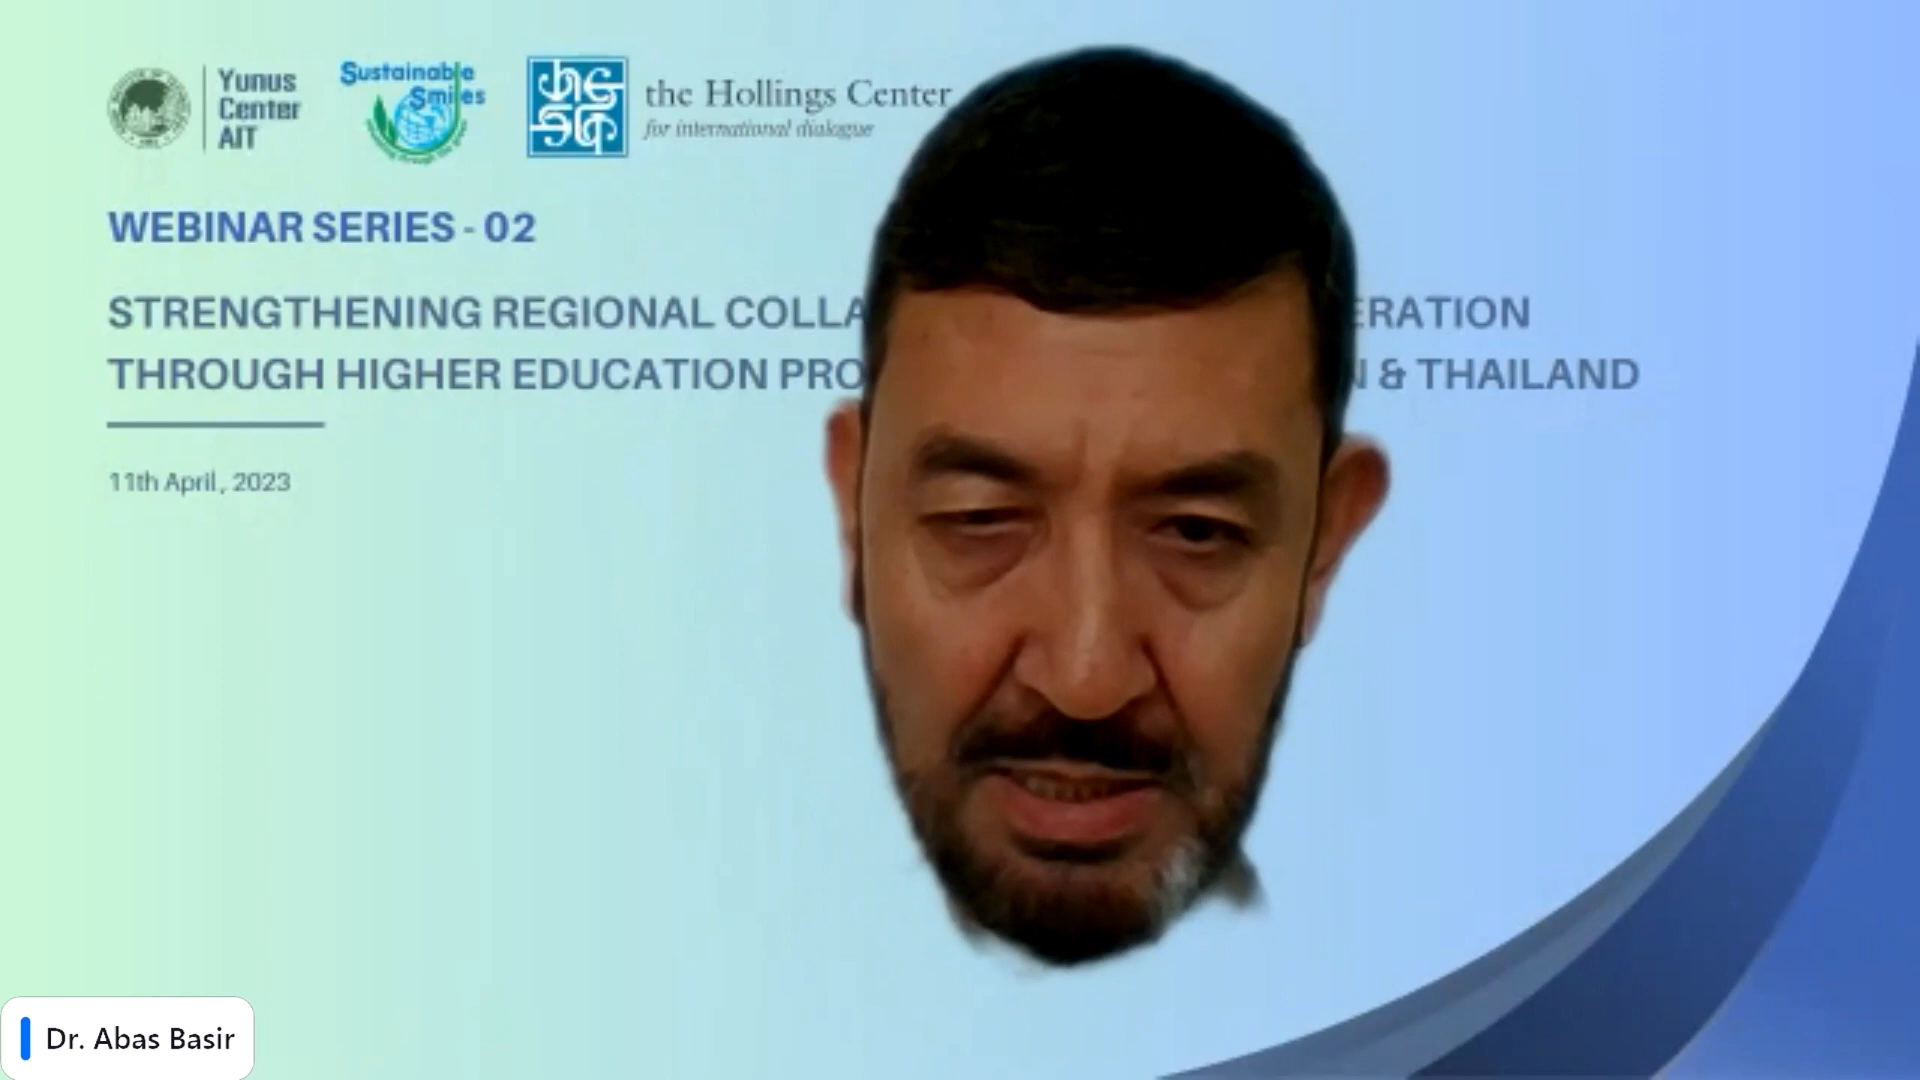 Yunus
Center
AIT
Sustainable
Smiles
the Hollings Center
for international dialogue
WEBINAR SERIES - 02
STRENGTHENING REGIONAL COLLA ERATION
THROUGH HIGHER EDUCATION PRO N & THAILAND
11th April, 2023
Dr. Abas Basir